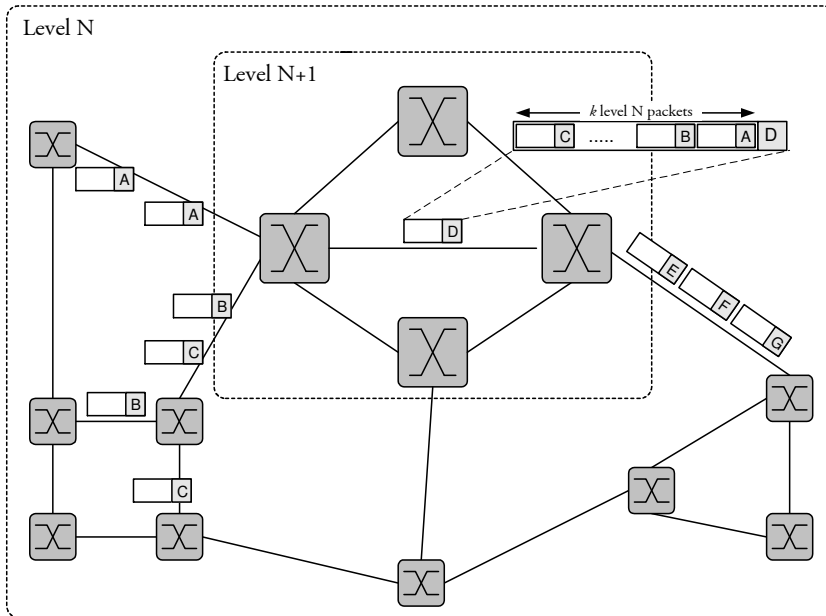 Level N
Level N+1
k level N packets
C ..... B A D
A
A
D
B
E
F
G
C
B
C